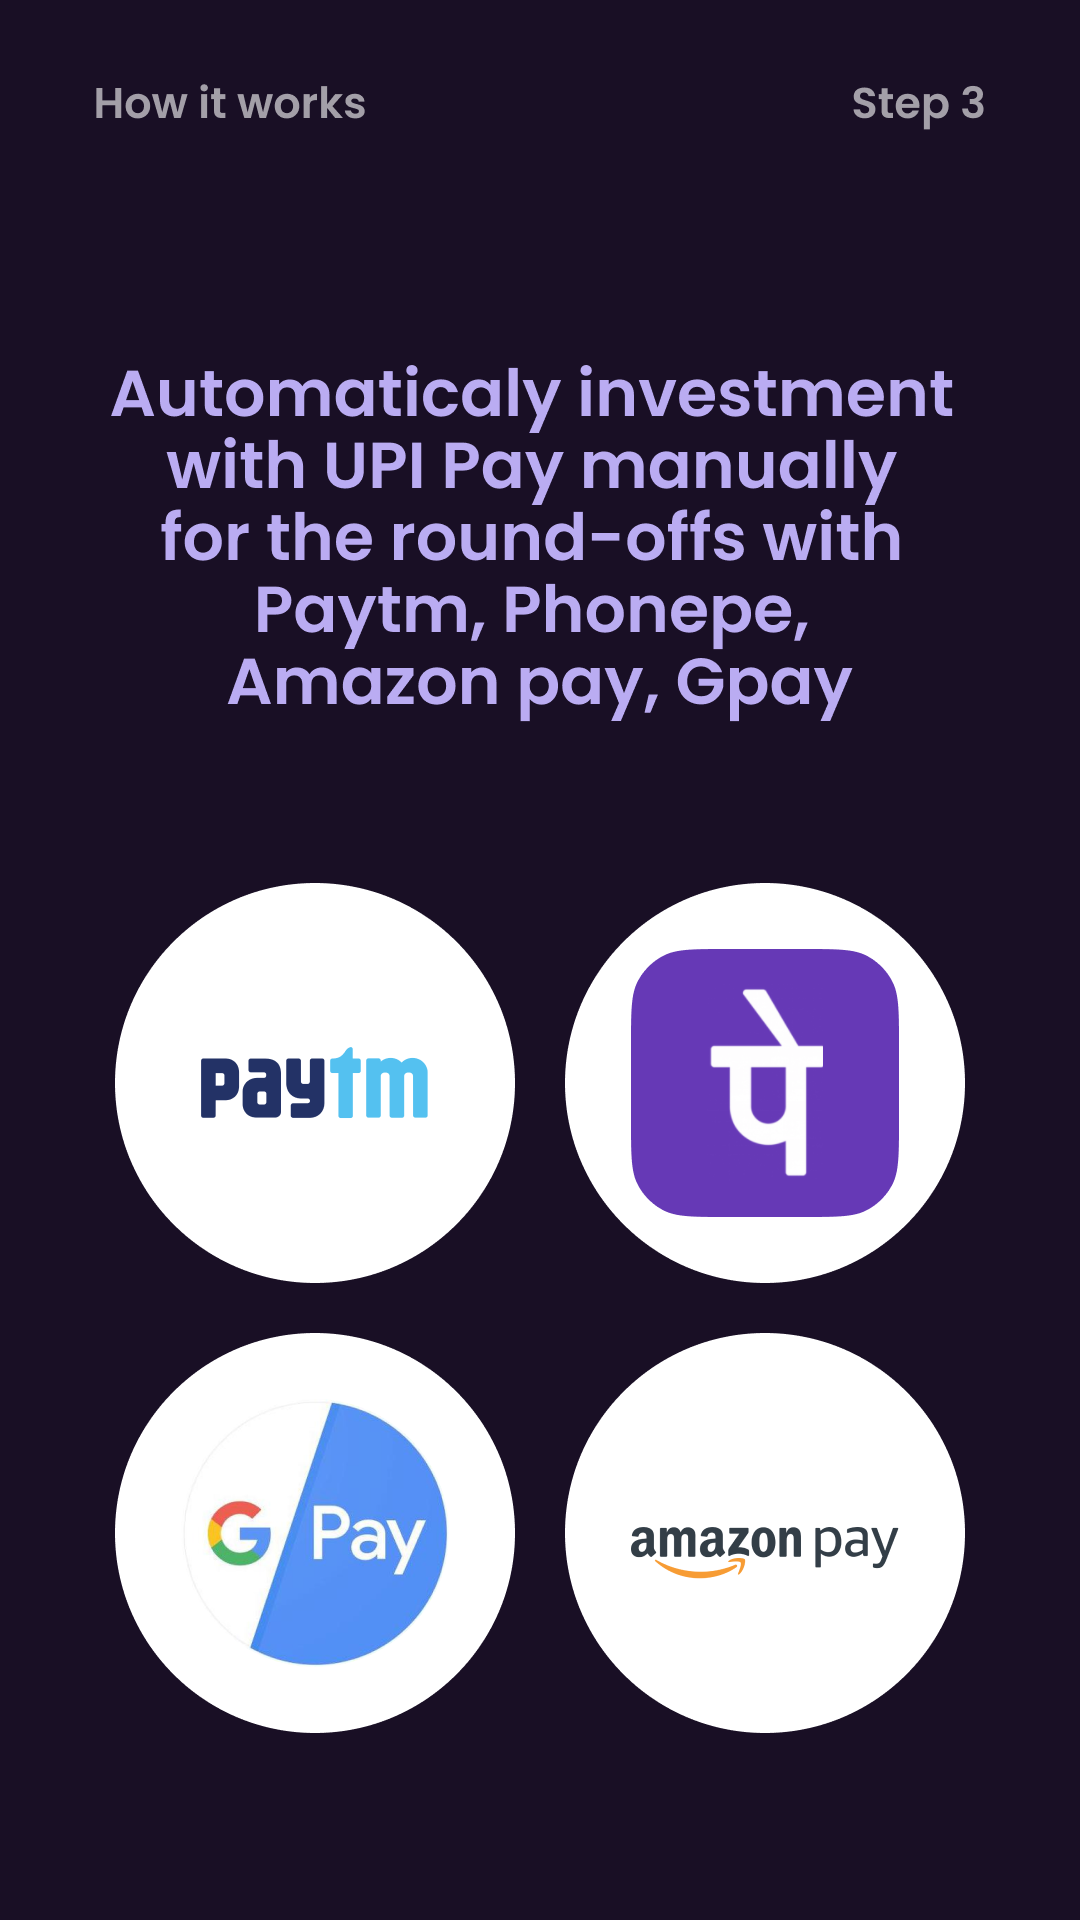 How it works
Step 3
Automaticaly investment
with UPI Pay manually
for the round-offs with
Paytm, Phonepe,
Amazon pay, Gpay
paytm
पे
G Pay
amazon pay